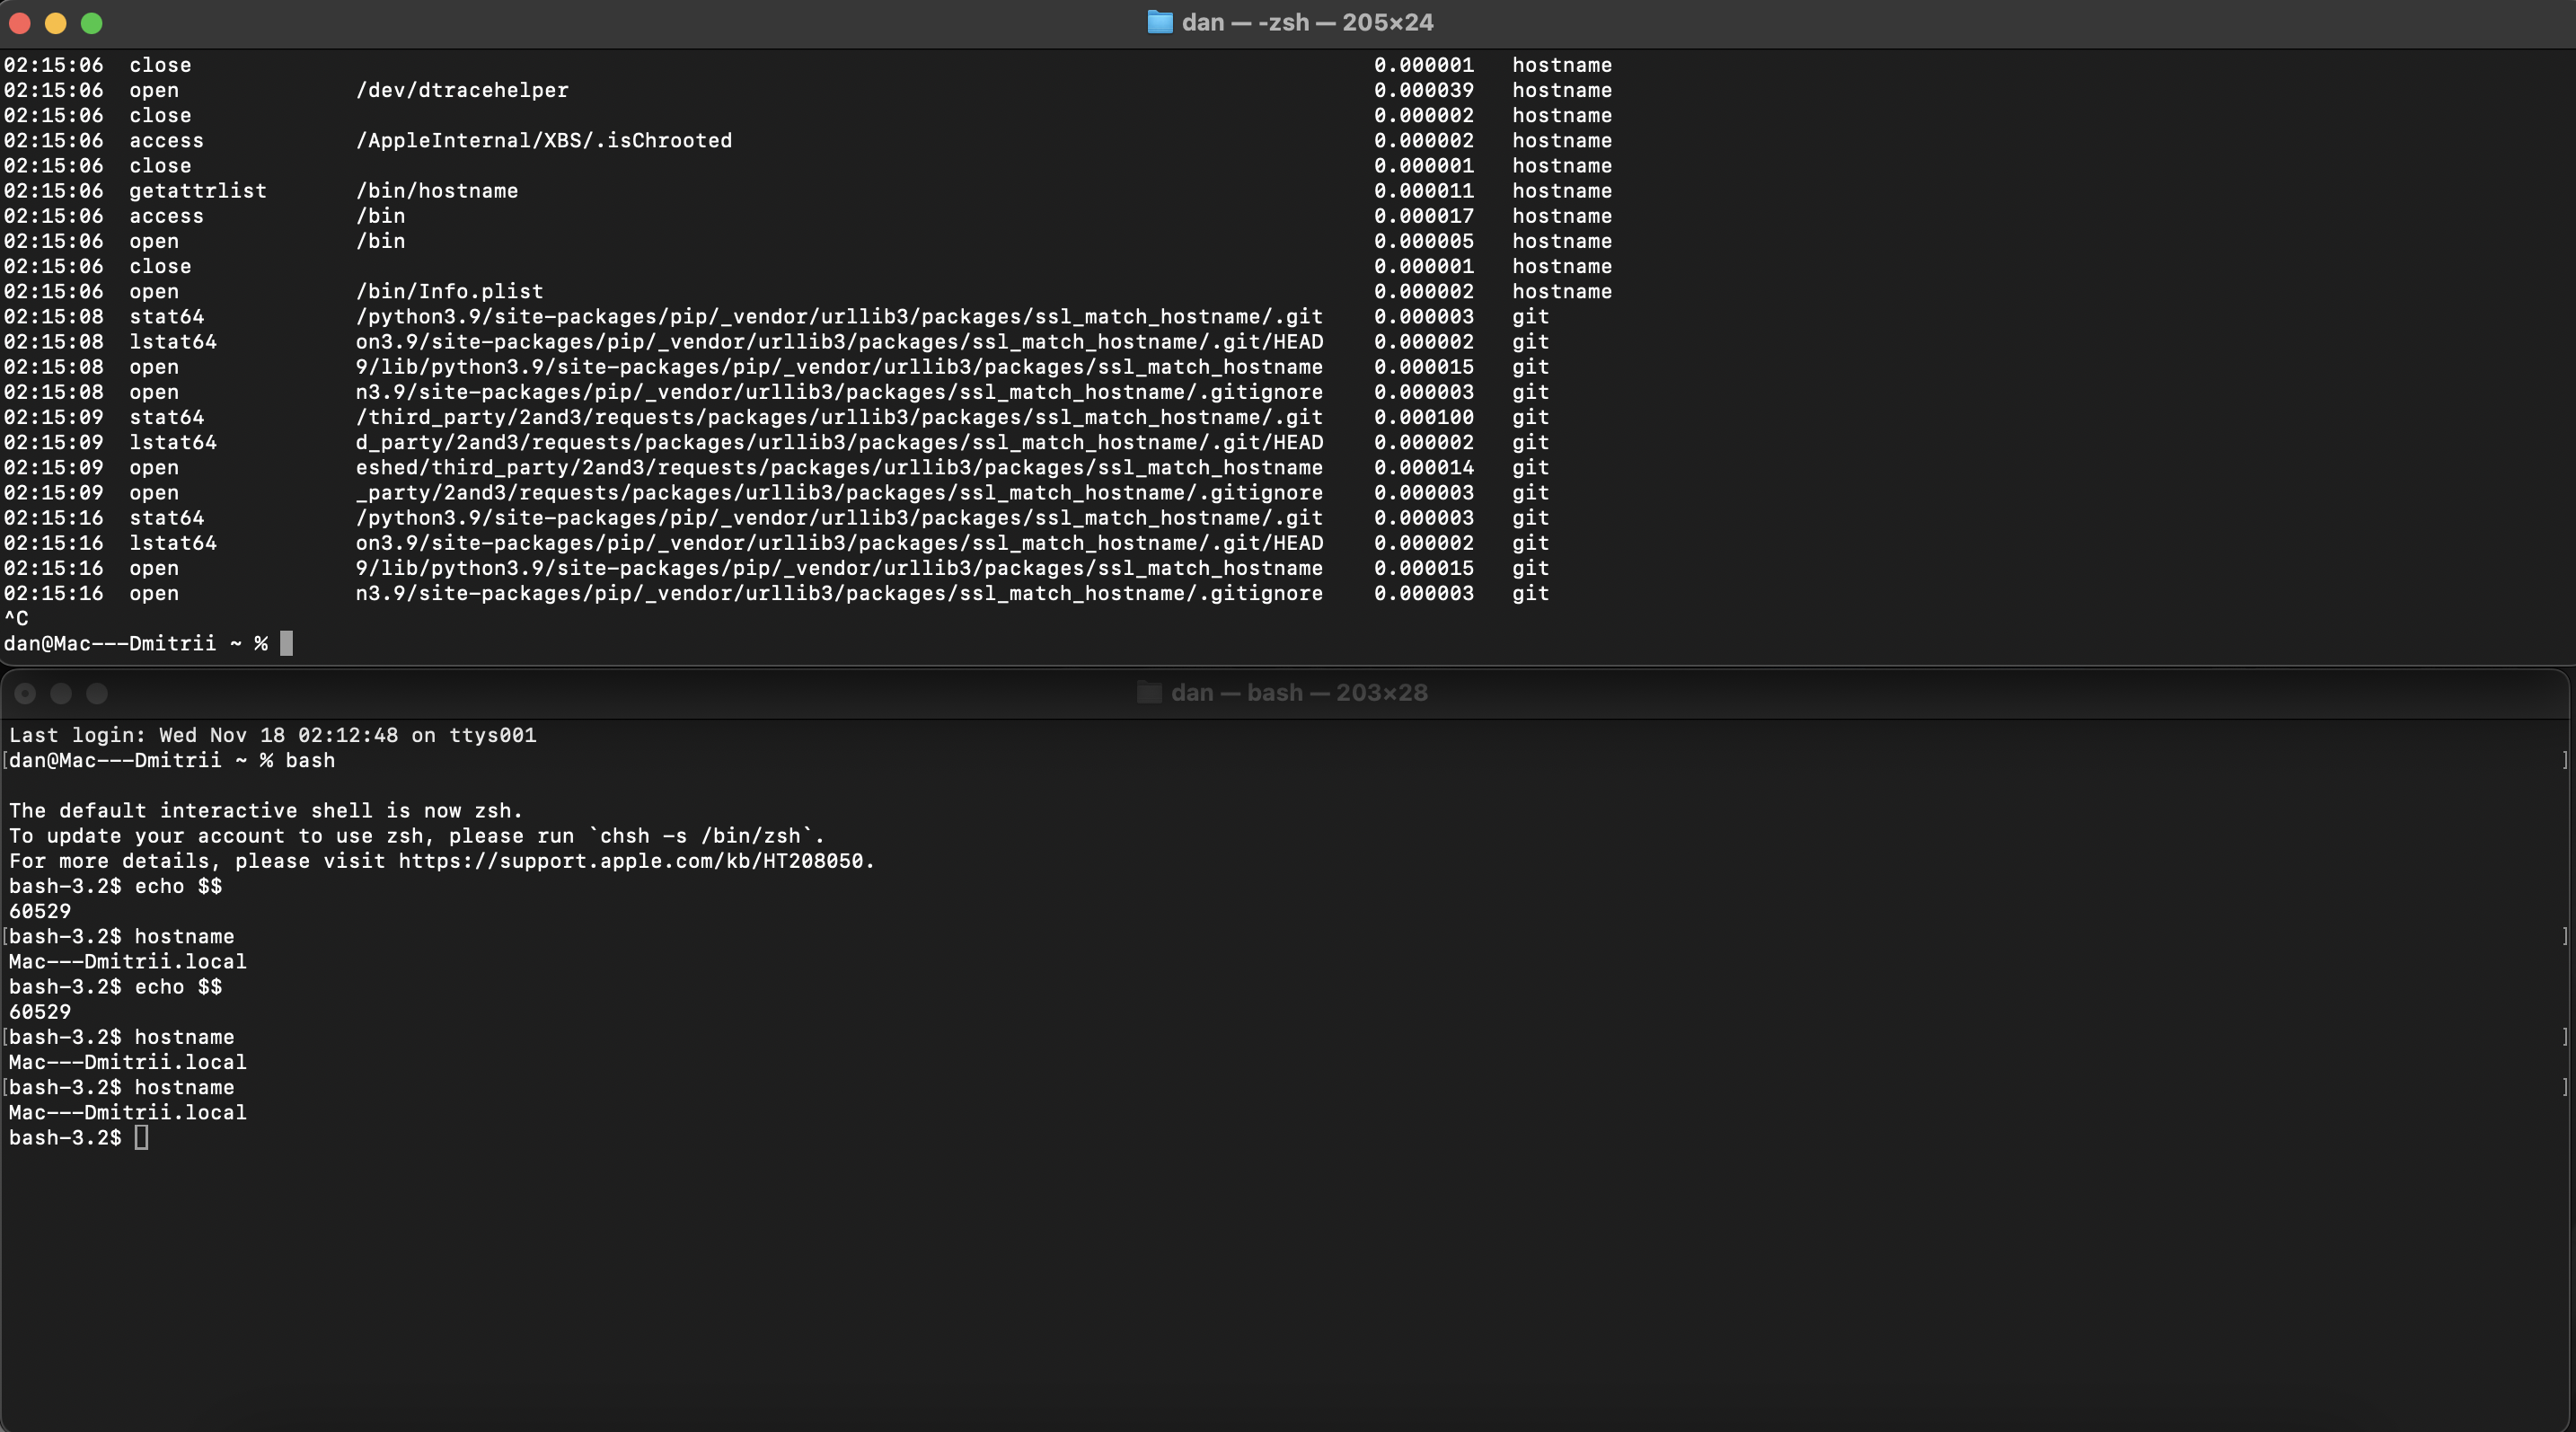 dan — -zsh — 205×24
02:15:06  close                                                                                              0.000001   hostname
02:15:06  open              /dev/dtracehelper                                                                0.000039   hostname
02:15:06  close                                                                                              0.000002   hostname
02:15:06  access            /AppleInternal/XBS/.isChrooted                                                   0.000002   hostname
02:15:06  close                                                                                              0.000001   hostname
02:15:06  getattrlist       /bin/hostname                                                                    0.000011   hostname
02:15:06  access            /bin                                                                             0.000017   hostname
02:15:06  open              /bin                                                                             0.000005   hostname
02:15:06  close                                                                                              0.000001   hostname
02:15:06  open              /bin/Info.plist                                                                  0.000002   hostname
02:15:08  stat64            /python3.9/site-packages/pip/_vendor/urllib3/packages/ssl_match_hostname/.git    0.000003   git
02:15:08  lstat64           on3.9/site-packages/pip/_vendor/urllib3/packages/ssl_match_hostname/.git/HEAD    0.000002   git
02:15:08  open              9/lib/python3.9/site-packages/pip/_vendor/urllib3/packages/ssl_match_hostname    0.000015   git
02:15:08  open              n3.9/site-packages/pip/_vendor/urllib3/packages/ssl_match_hostname/.gitignore    0.000003   git
02:15:09  stat64            /third_party/2and3/requests/packages/urllib3/packages/ssl_match_hostname/.git    0.000100   git
02:15:09  lstat64           d_party/2and3/requests/packages/urllib3/packages/ssl_match_hostname/.git/HEAD    0.000002   git
02:15:09  open              eshed/third_party/2and3/requests/packages/urllib3/packages/ssl_match_hostname    0.000014   git
02:15:09  open              _party/2and3/requests/packages/urllib3/packages/ssl_match_hostname/.gitignore    0.000003   git
02:15:16  stat64            /python3.9/site-packages/pip/_vendor/urllib3/packages/ssl_match_hostname/.git    0.000003   git
02:15:16  lstat64           on3.9/site-packages/pip/_vendor/urllib3/packages/ssl_match_hostname/.git/HEAD    0.000002   git
02:15:16  open              9/lib/python3.9/site-packages/pip/_vendor/urllib3/packages/ssl_match_hostname    0.000015   git
02:15:16  open              n3.9/site-packages/pip/_vendor/urllib3/packages/ssl_match_hostname/.gitignore    0.000003   git
^C
dan@Mac---Dmitrii ~ %
dan — bash — 203×28
Last login: Wed Nov 18 02:12:48 on ttys001
[dan@Mac---Dmitrii ~ % bash ]
The default interactive shell is now zsh.
To update your account to use zsh, please run `chsh -s /bin/zsh`.
For more details, please visit https://support.apple.com/kb/HT208050.
bash-3.2$ echo $$
60529
[bash-3.2$ hostname ]
Mac---Dmitrii.local
bash-3.2$ echo $$
60529
[bash-3.2$ hostname ]
Mac---Dmitrii.local
[bash-3.2$ hostname ]
Mac---Dmitrii.local
bash-3.2$